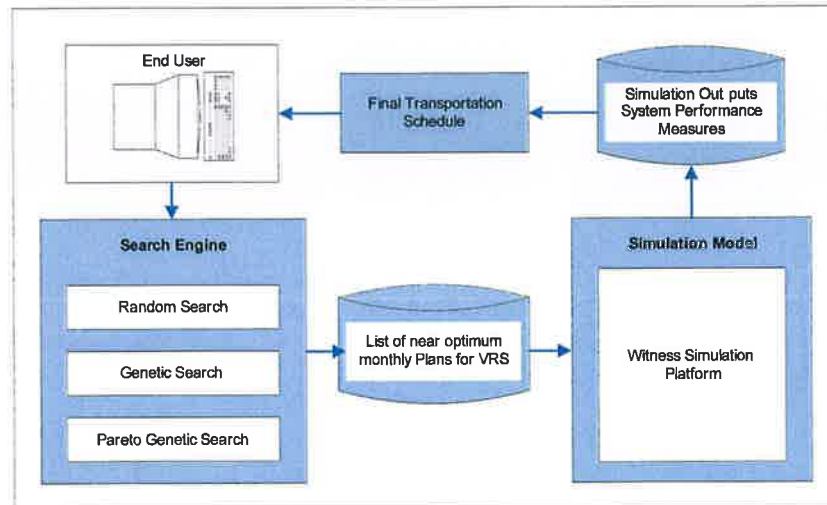 End User
Final Transportation
Schedule
Simulation Out puts
System Performance
Measures
Search Engine
Random Search
Genetic Search
Pareto Genetic Search
List of near optimum
monthly Plans for VRS
Simulation Model
Witness Simulation
Platform